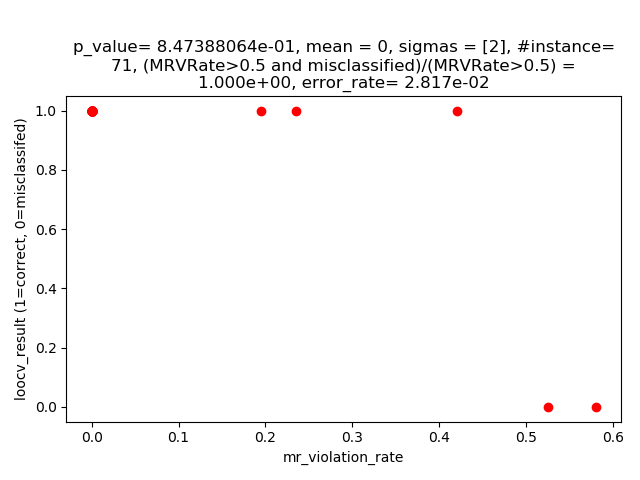 p_value= 8.47388064e-01, mean = 0, sigmas = [2], #instance=
71, (MRVRate>0.5 and misclassified)/(MRVRate>0.5) =
1.000e+00, error_rate= 2.817e-02
1.0
0.8
0.6
0.4
0.2
0.0
loocv_result (1=correct, 0=misclassifed)
0.0 0.1 0.2 0.3 0.4 0.5 0.6
mr_violation_rate